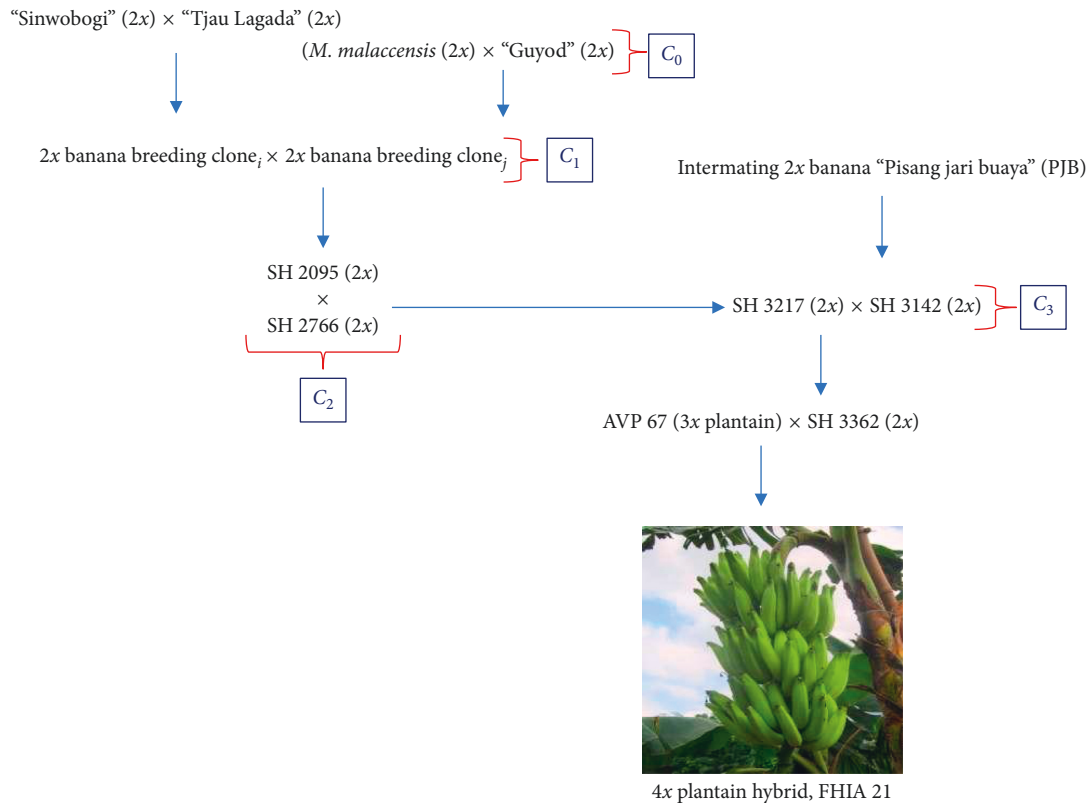 “Sinwobogi” (2x) × “Tjau Lagada” (2x)
(M. malaccensis (2x) × “Guyod” (2x)
C0
2x banana breeding clonei × 2x banana breeding clonej
C1
Intermating 2x banana “Pisang jari buaya” (PJB)
SH 2095 (2x)
×
SH 2766 (2x)
SH 3217 (2x) × SH 3142 (2x)
C3
C2
AVP 67 (3x plantain) × SH 3362 (2x)
4x plantain hybrid, FHIA 21